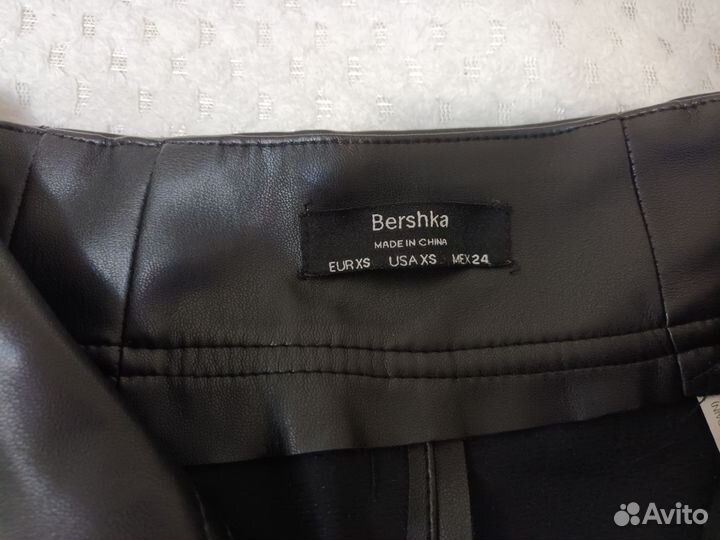 Bershka
MADE IN CHINA
EUR XS USA XS MEX 24
Avito